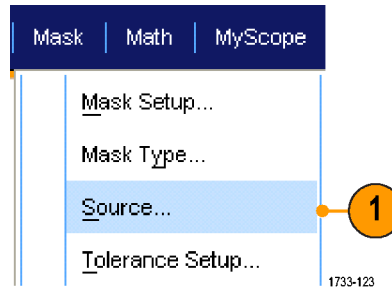 Mask Math MyScope
Mask Setup...
Mask Type...
Source...
1
Tolerance Setup...
1733-123